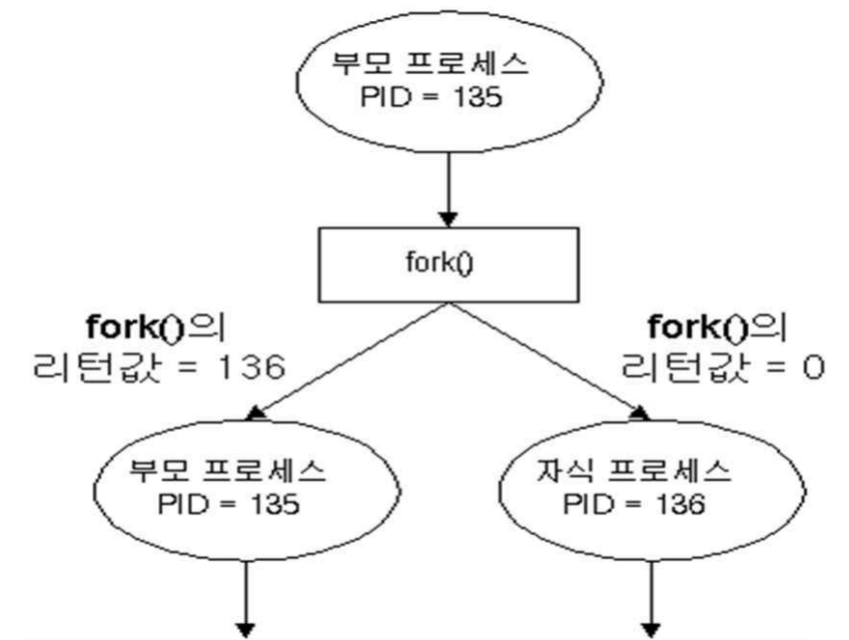 부모 프로세스
PID = 135
fork()
fork()의
리턴값 = 136
fork()의
리턴값 = 0
부모 프로세스
PID = 135
자식 프로세스
PID = 136